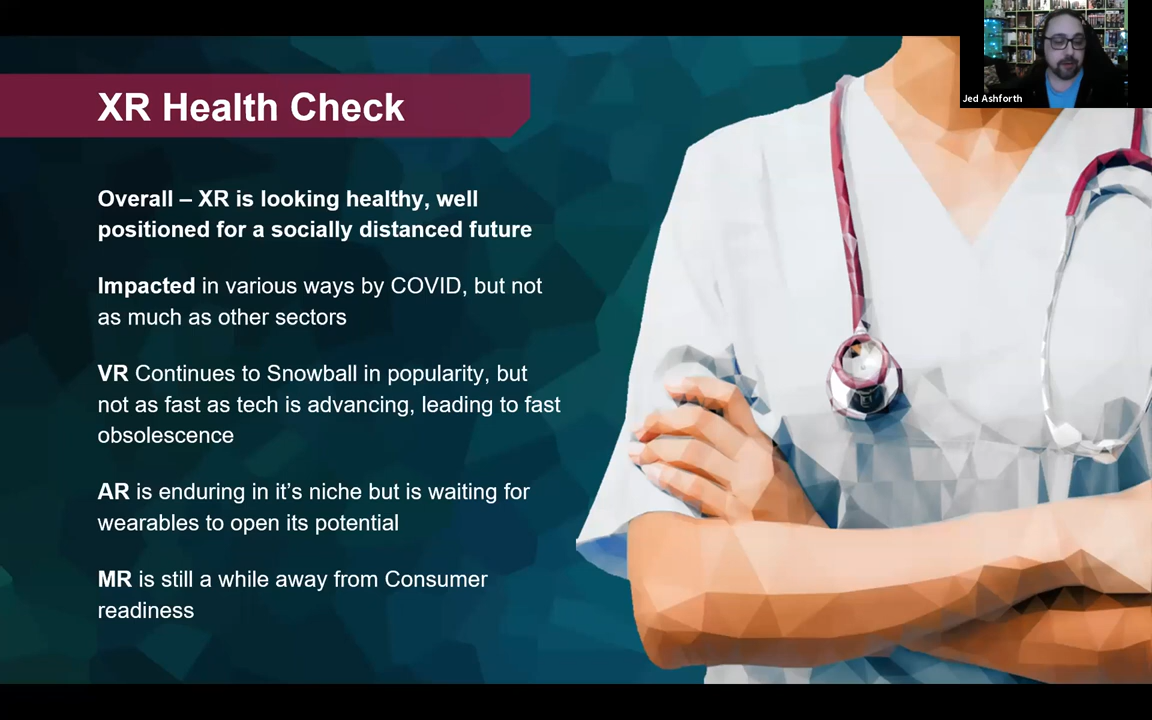 XR Health Check
Jed Ashforth
Overall – XR is looking healthy, well
positioned for a socially distanced future
Impacted in various ways by COVID, but not
as much as other sectors
VR Continues to Snowball in popularity, but
not as fast as tech is advancing, leading to fast
obsolescence
AR is enduring in it’s niche but is waiting for
wearables to open its potential
MR is still a while away from Consumer
readiness